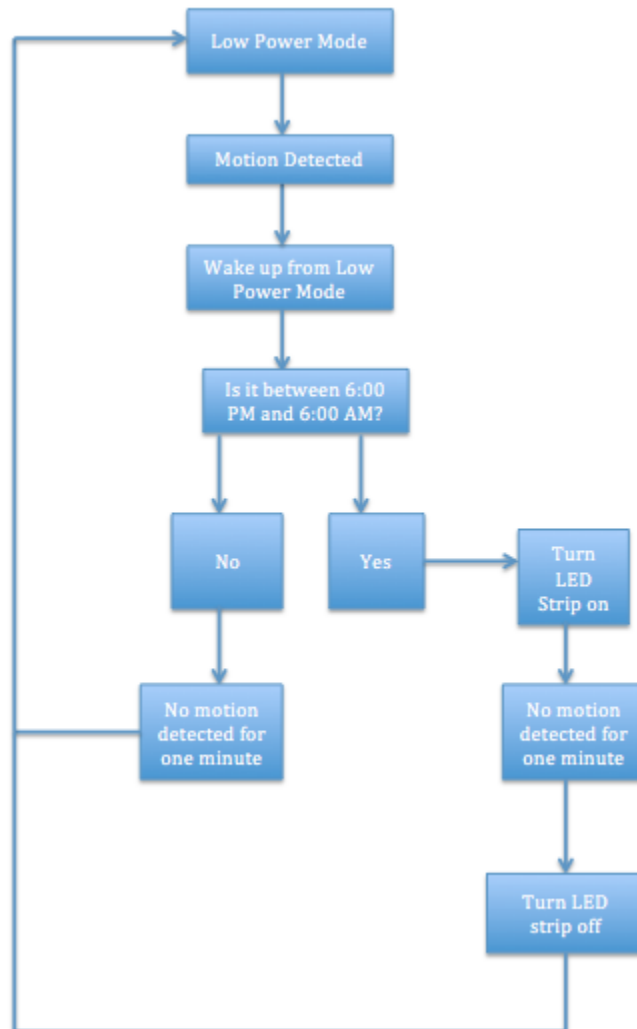 Low Power Mode
Motion Detected
Wake up from Low
Power Mode
Is it between 6:00
PM and 6:00 AM?
No
Yes
Turn
LED
Strip on
No motion
detected for
one minute
No motion
detected for
one minute
Turn LED
strip off